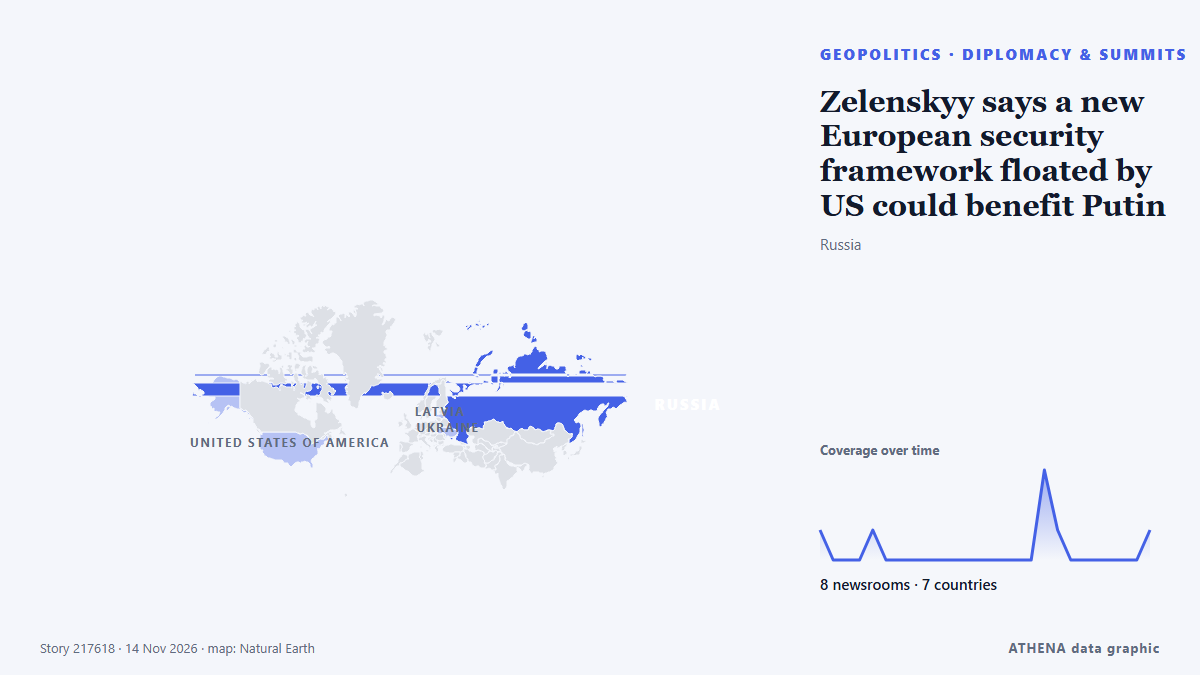 GEOPOLITICS · DIPLOMACY & SUMMITS
Zelenskyy says a new
European security
framework floated by
US could benefit Putin
Russia
RUSSIA
LATVIA
UKRAINE
UNITED STATES OF AMERICA
Coverage over time
8 newsrooms · 7 countries
Story 217618 · 14 Nov 2026 · map: Natural Earth
ATHENA data graphic